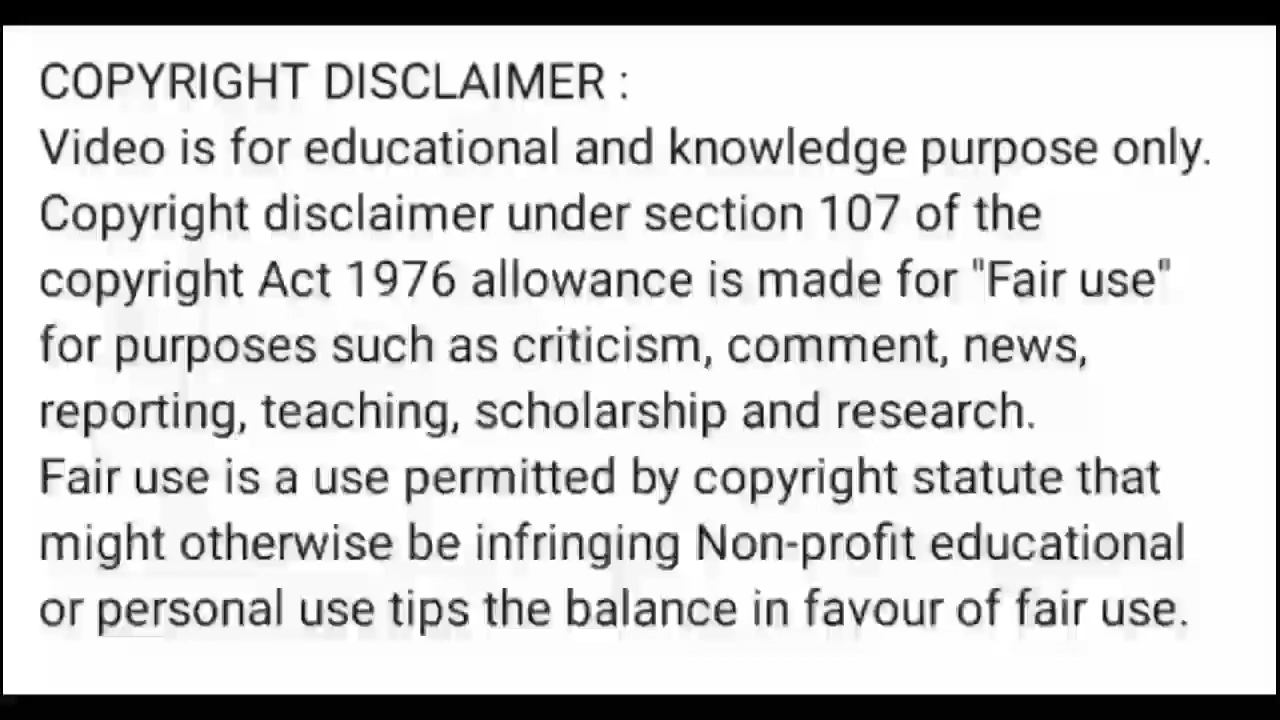 COPYRIGHT DISCLAIMER :
Video is for educational and knowledge purpose only.
Copyright disclaimer under section 107 of the
copyright Act 1976 allowance is made for "Fair use"
for purposes such as criticism, comment, news,
reporting, teaching, scholarship and research.
Fair use is a use permitted by copyright statute that
might otherwise be infringing Non-profit educational
or personal use tips the balance in favour of fair use.